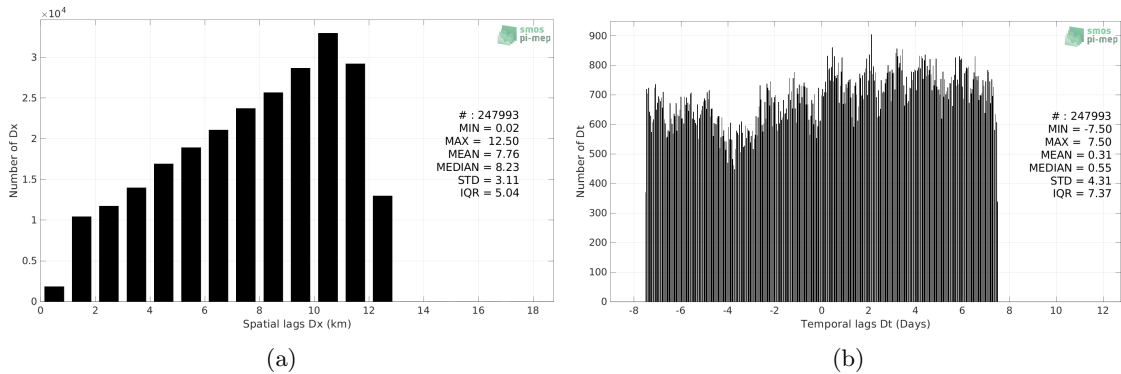 ×10^4
smos
pi-mep
3
2.5
2
1.5
1
0.5
0
Number of Dx
# : 247993
MIN = 0.02
MAX = 12.50
MEAN = 7.76
MEDIAN = 8.23
STD = 3.11
IQR = 5.04
0 2 4 6 8 10 12 14 16 18
Spatial lags Dx (km)
(a)
smos
pi-mep
900
800
700
600
500
400
300
200
100
0
Number of Dt
# : 247993
MIN = -7.50
MAX = 7.50
MEAN = 0.31
MEDIAN = 0.55
STD = 4.31
IQR = 7.37
-8 -6 -4 -2 0 2 4 6 8 10 12
Temporal lags Dt (Days)
(b)